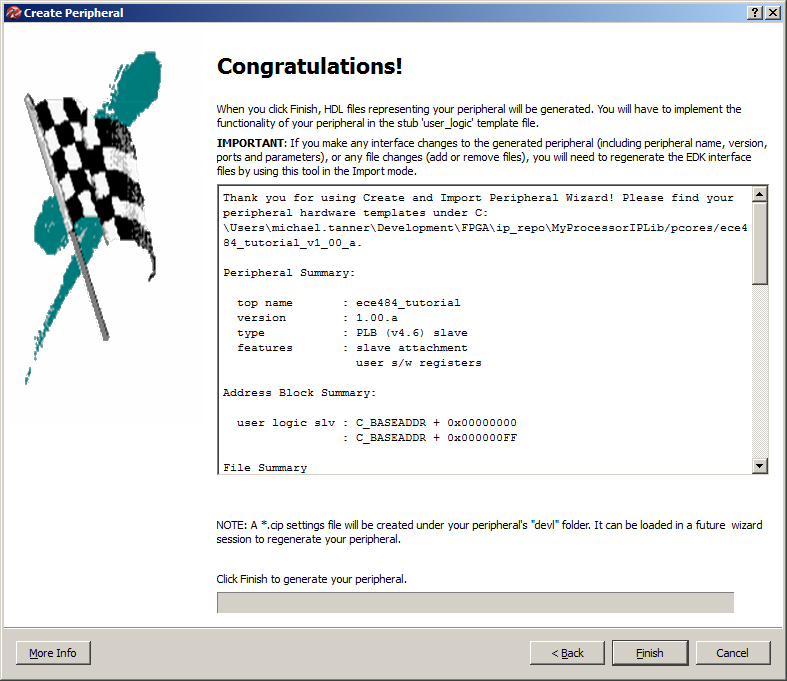 Create Peripheral
Congratulations!
When you click Finish, HDL files representing your peripheral will be generated. You will have to implement the
functionality of your peripheral in the stub 'user_logic' template file.
IMPORTANT: If you make any interface changes to the generated peripheral (including peripheral name, version,
ports and parameters), or any file changes (add or remove files), you will need to regenerate the EDK interface
files by using this tool in the Import mode.
Thank you for using Create and Import Peripheral Wizard! Please find your
peripheral hardware templates under C:
\Users\michael.tanner\Development\FPGA\ip_repo\MyProcessorIPLib/pcores/ece4
84_tutorial_v1_00_a.
Peripheral Summary:
top name : ece484_tutorial
version : 1.00.a
type : PLB (v4.6) slave
features : slave attachment
user s/w registers
Address Block Summary:
user logic slv : C_BASEADDR + 0x00000000
: C_BASEADDR + 0x000000FF
File Summary
NOTE: A *.cip settings file will be created under your peripheral's "devl" folder. It can be loaded in a future wizard
session to regenerate your peripheral.
Click Finish to generate your peripheral.
More Info
< Back
Finish
Cancel